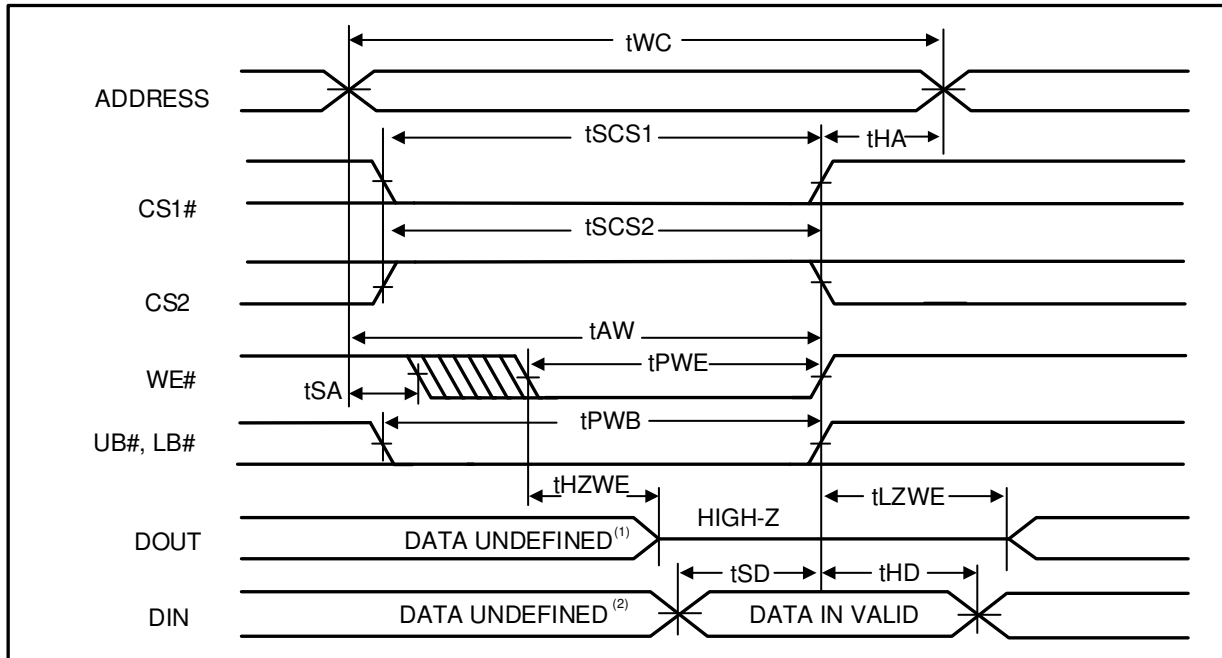 tWC
ADDRESS
tSCS1
tHA
CS1#
tSCS2
CS2
tAW
WE#
tPWE
tSA
tPWB
UB#, LB#
tHZWE
tLZWE
HIGH-Z
DOUT
DATA UNDEFINED(1)
tSD
tHD
DIN
DATA UNDEFINED(2)
DATA IN VALID